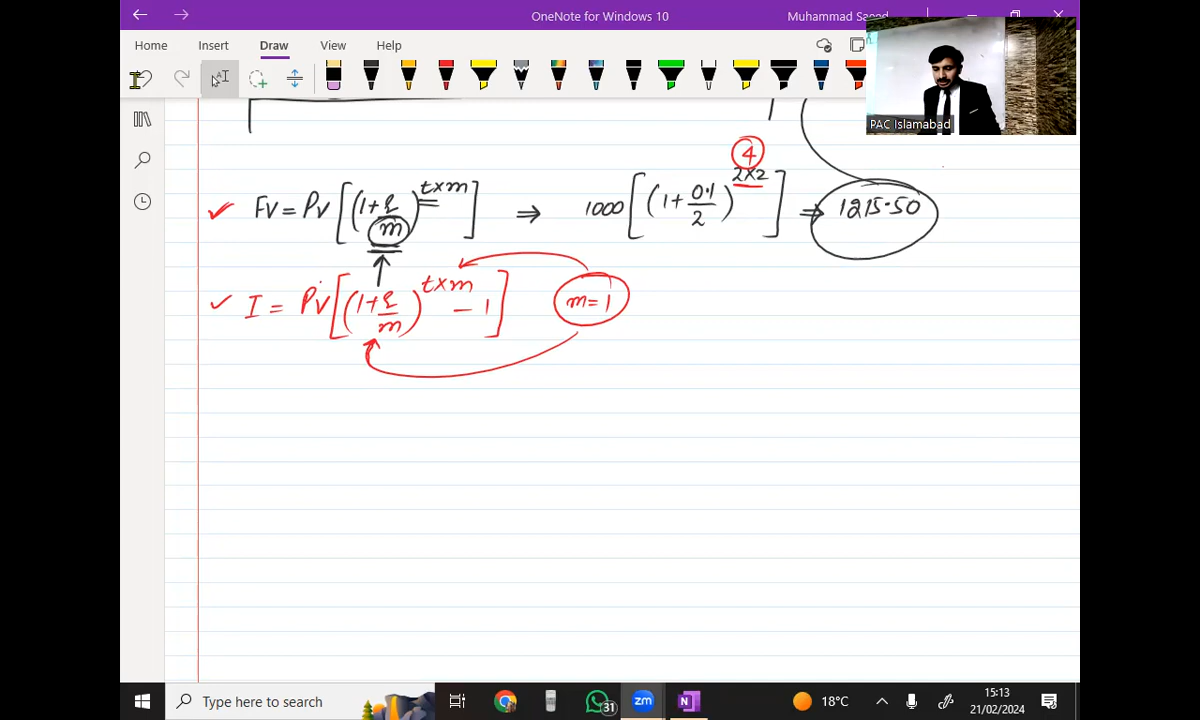 OneNote for Windows 10
Muhammad Saeed
Home Insert Draw View Help
PAC Islamabad
4
FV = PV [(1 + r/m)^t×m] ⇒ 1000 [(1 + 0.1/2)^2×2] ⇒ 1215.50
I = PV [(1 + r/m)^t×m - 1] m = 1
Type here to search
31
zm
N
18°C
15:13
21/02/2024